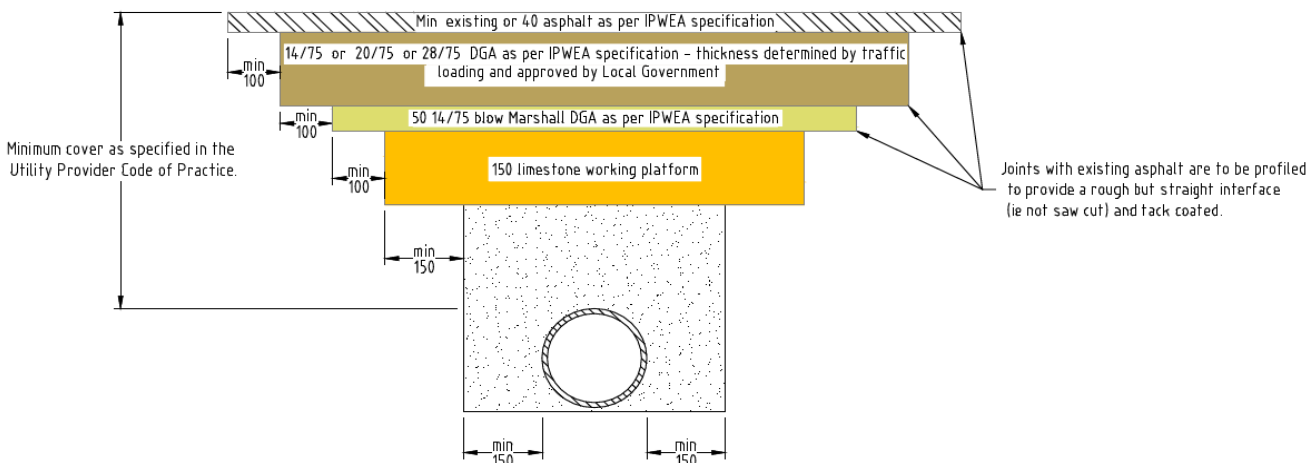 Min existing or 40 asphalt as per IPWEA specification
14/75 or 20/75 or 28/75 DGA as per IPWEA specification - thickness determined by traffic
loading and approved by Local Government
min
100
50 14/75 blow Marshall DGA as per IPWEA specification
min
100
Minimum cover as specified in the
Utility Provider Code of Practice.
150 limestone working platform
min
100
Joints with existing asphalt are to be profiled
to provide a rough but straight interface
(ie not saw cut) and tack coated.
min
150
min
150
min
150